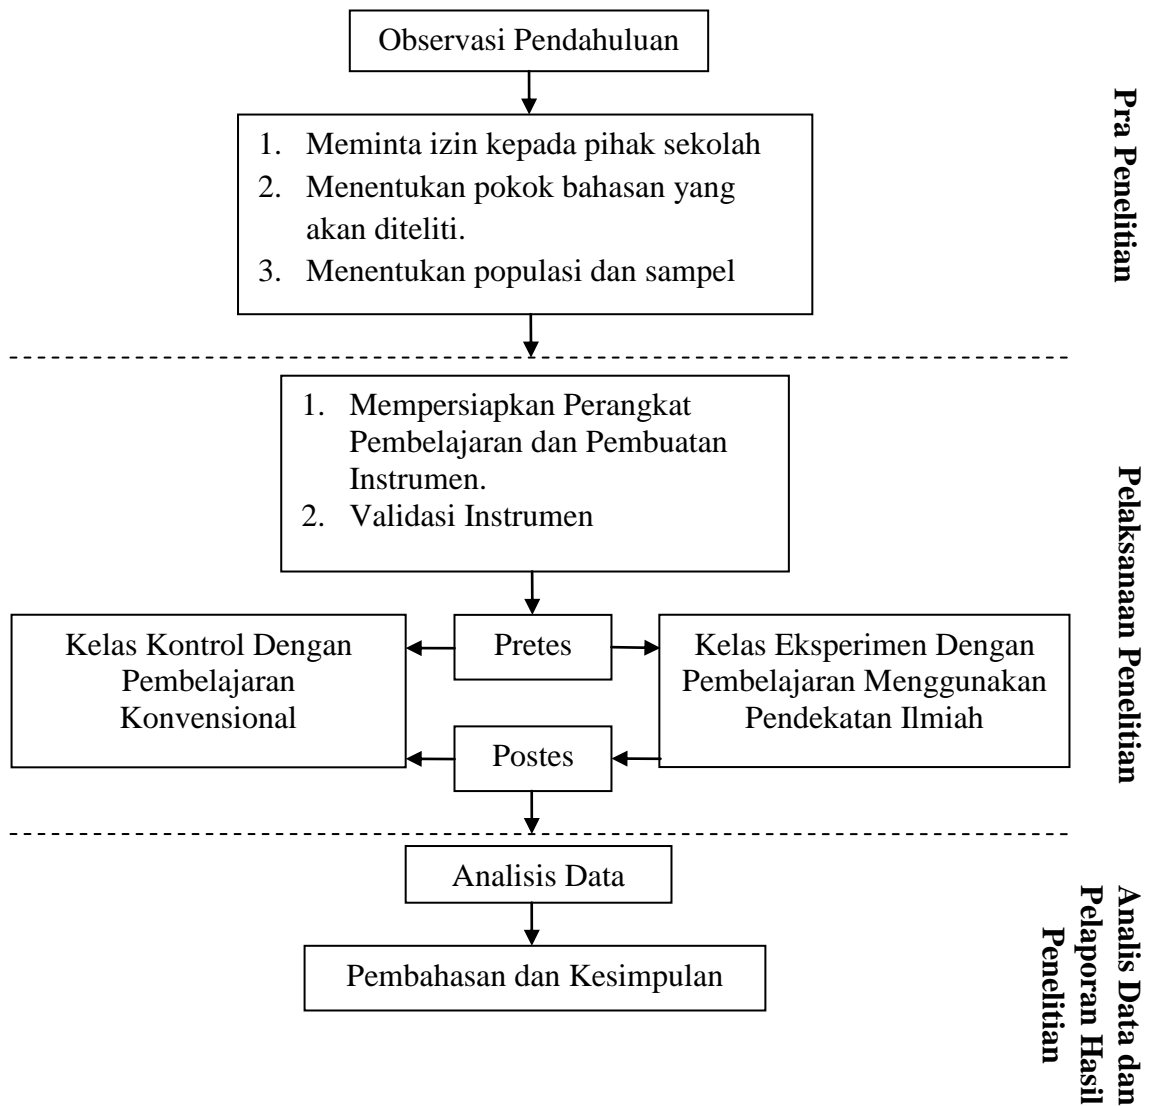 Observasi Pendahuluan
1. Meminta izin kepada pihak sekolah
2. Menentukan pokok bahasan yang
akan diteliti.
3. Menentukan populasi dan sampel
Pra Penelitian
1. Mempersiapkan Perangkat
Pembelajaran dan Pembuatan
Instrumen.
2. Validasi Instrumen
Kelas Kontrol Dengan
Pembelajaran
Konvensional
Pretes
Kelas Eksperimen Dengan
Pembelajaran Menggunakan
Pendekatan Ilmiah
Postes
Pelaksanaan Penelitian
Analisis Data
Pembahasan dan Kesimpulan
Analis Data dan
Pelaporan Hasil
Penelitian